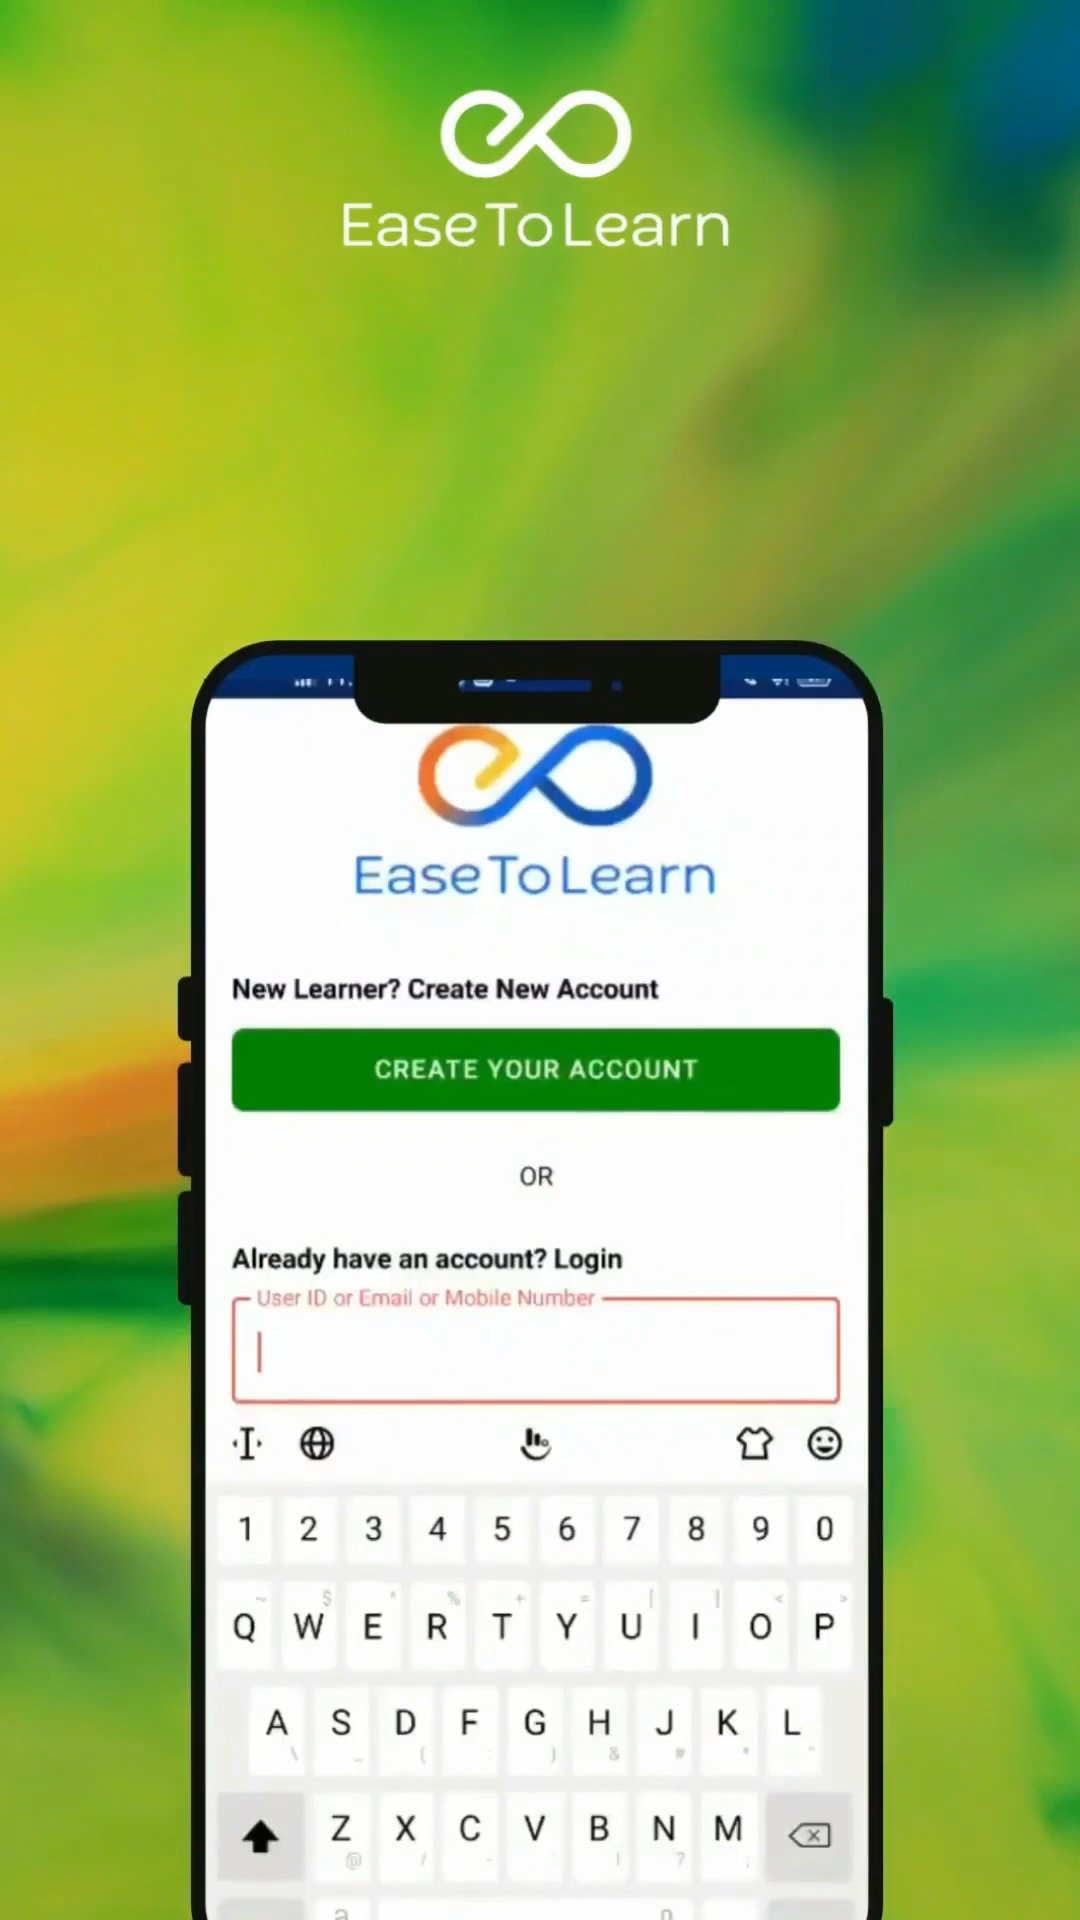 EaseToLearn
EaseToLearn
New Learner? Create New Account
CREATE YOUR ACCOUNT
OR
Already have an account? Login
User ID or Email or Mobile Number
1 2 3 4 5 6 7 8 9 0
~ $ ^ % + = | < >
Q W E R T Y U I O P
A S D F G H J K L
\ _ ( : ) & # *
Z X C V B N M
@ / - ! ? ;